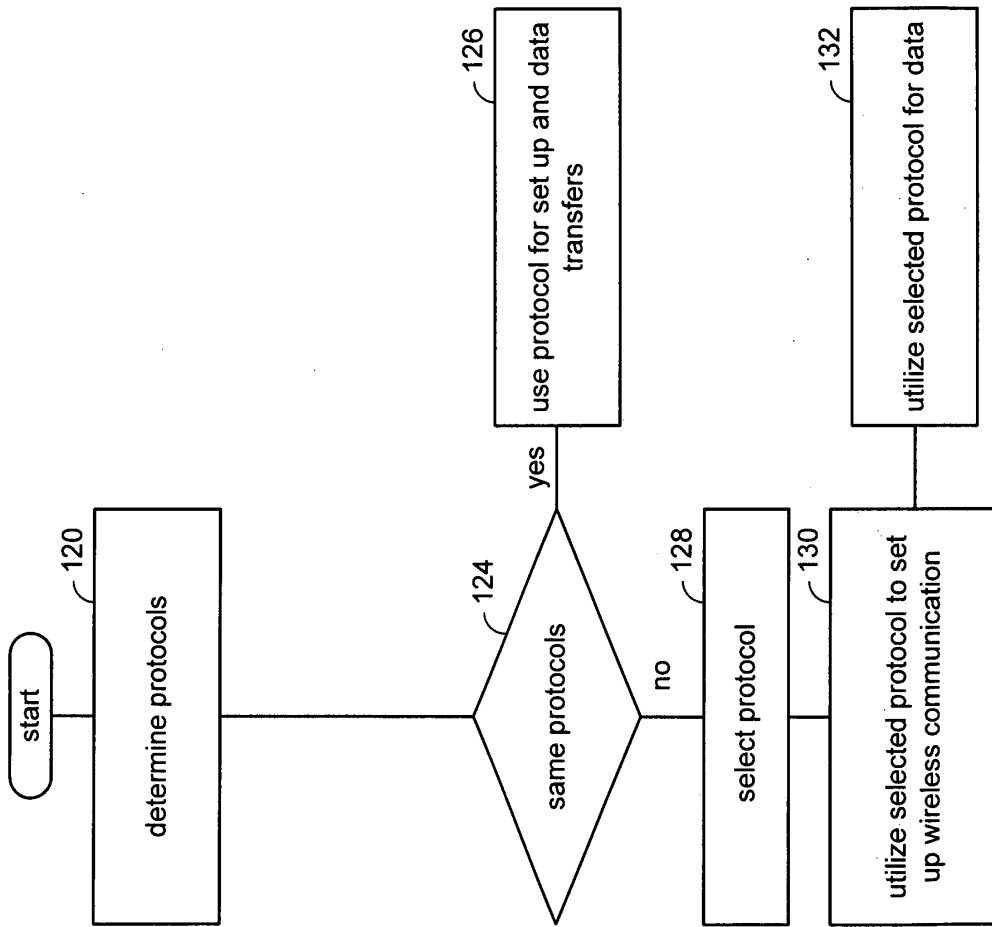 start
120
determine protocols
124
same protocols
yes
126
use protocol for set up and data
transfers
no
128
select protocol
130
utilize selected protocol to set
up wireless communication
132
utilize selected protocol for data